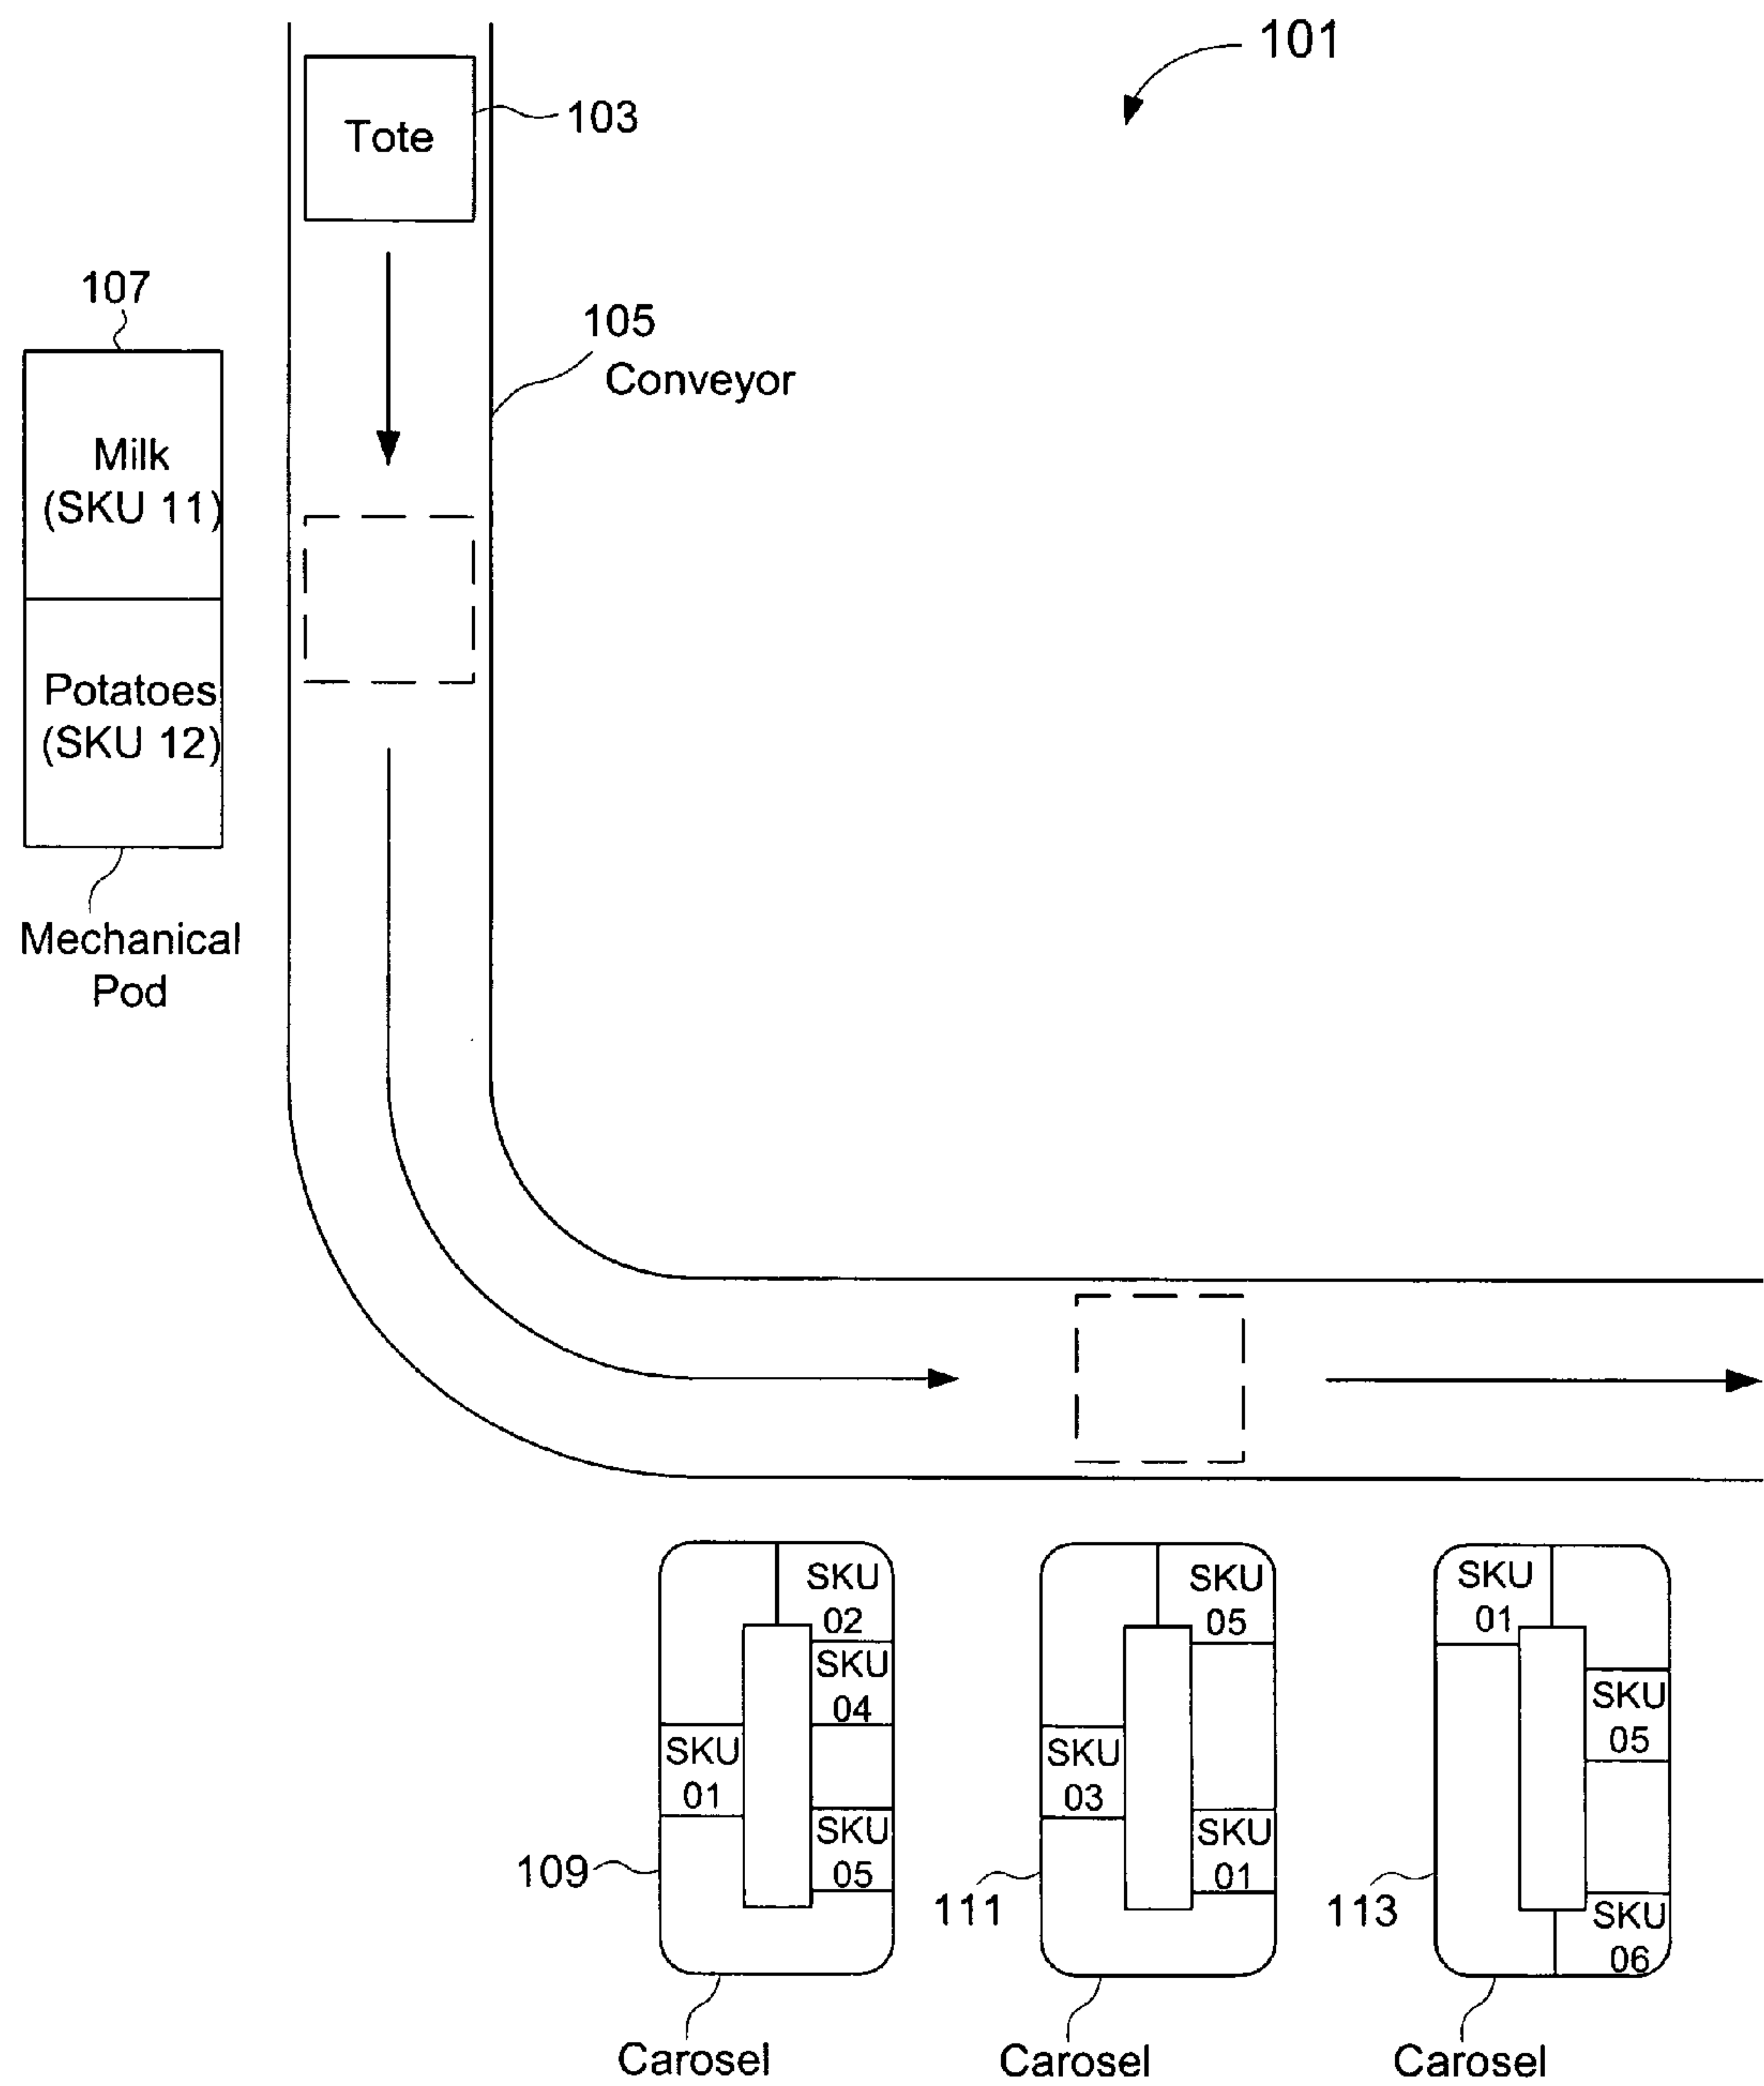 101
Tote
103
107
105
Conveyor
Milk
(SKU 11)
Potatoes
(SKU 12)
Mechanical
Pod
SKU
02
SKU
04
SKU
01
SKU
05
109
Carosel
SKU
05
SKU
03
SKU
01
111
Carosel
SKU
01
SKU
05
SKU
06
113
Carosel